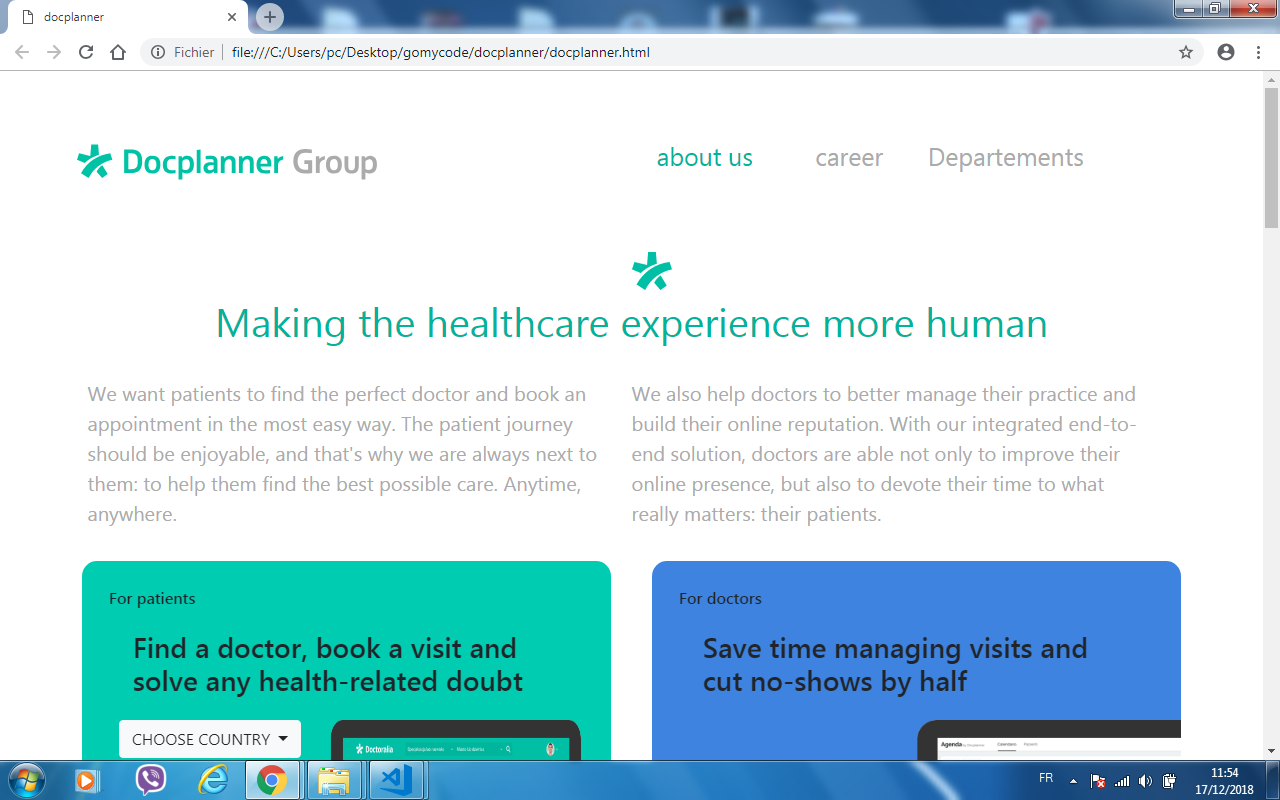 docplanner
Fichier
file:///C:/Users/pc/Desktop/gomycode/docplanner/docplanner.html
Docplanner Group
about us
career
Departements
Making the healthcare experience more human
We want patients to find the perfect doctor and book an
appointment in the most easy way. The patient journey
should be enjoyable, and that's why we are always next to
them: to help them find the best possible care. Anytime,
anywhere.
We also help doctors to better manage their practice and
build their online reputation. With our integrated end-to-
end solution, doctors are able not only to improve their
online presence, but also to devote their time to what
really matters: their patients.
For patients
Find a doctor, book a visit and
solve any health-related doubt
CHOOSE COUNTRY
Doctoralia
For doctors
Save time managing visits and
cut no-shows by half
Agenda by Docplanner
Calendario
Pacienti
FR
11:54
17/12/2018